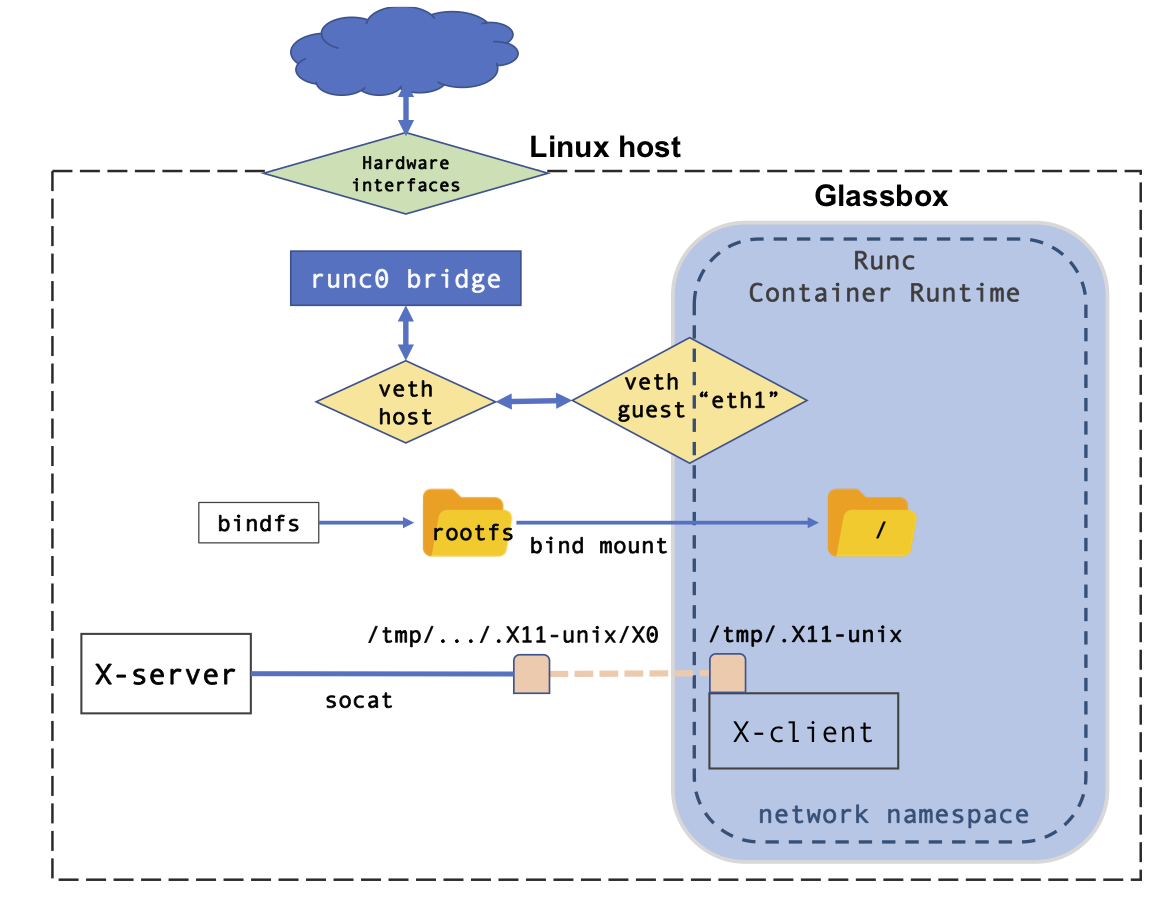 Linux host
Hardware
interfaces
Glassbox
runc0 bridge
Runc
Container Runtime
veth
host
veth
guest
“eth1”
bindfs
rootfs
bind mount
/
/tmp/.../.X11-unix/X0
/tmp/.X11-unix
X-server
socat
X-client
network namespace